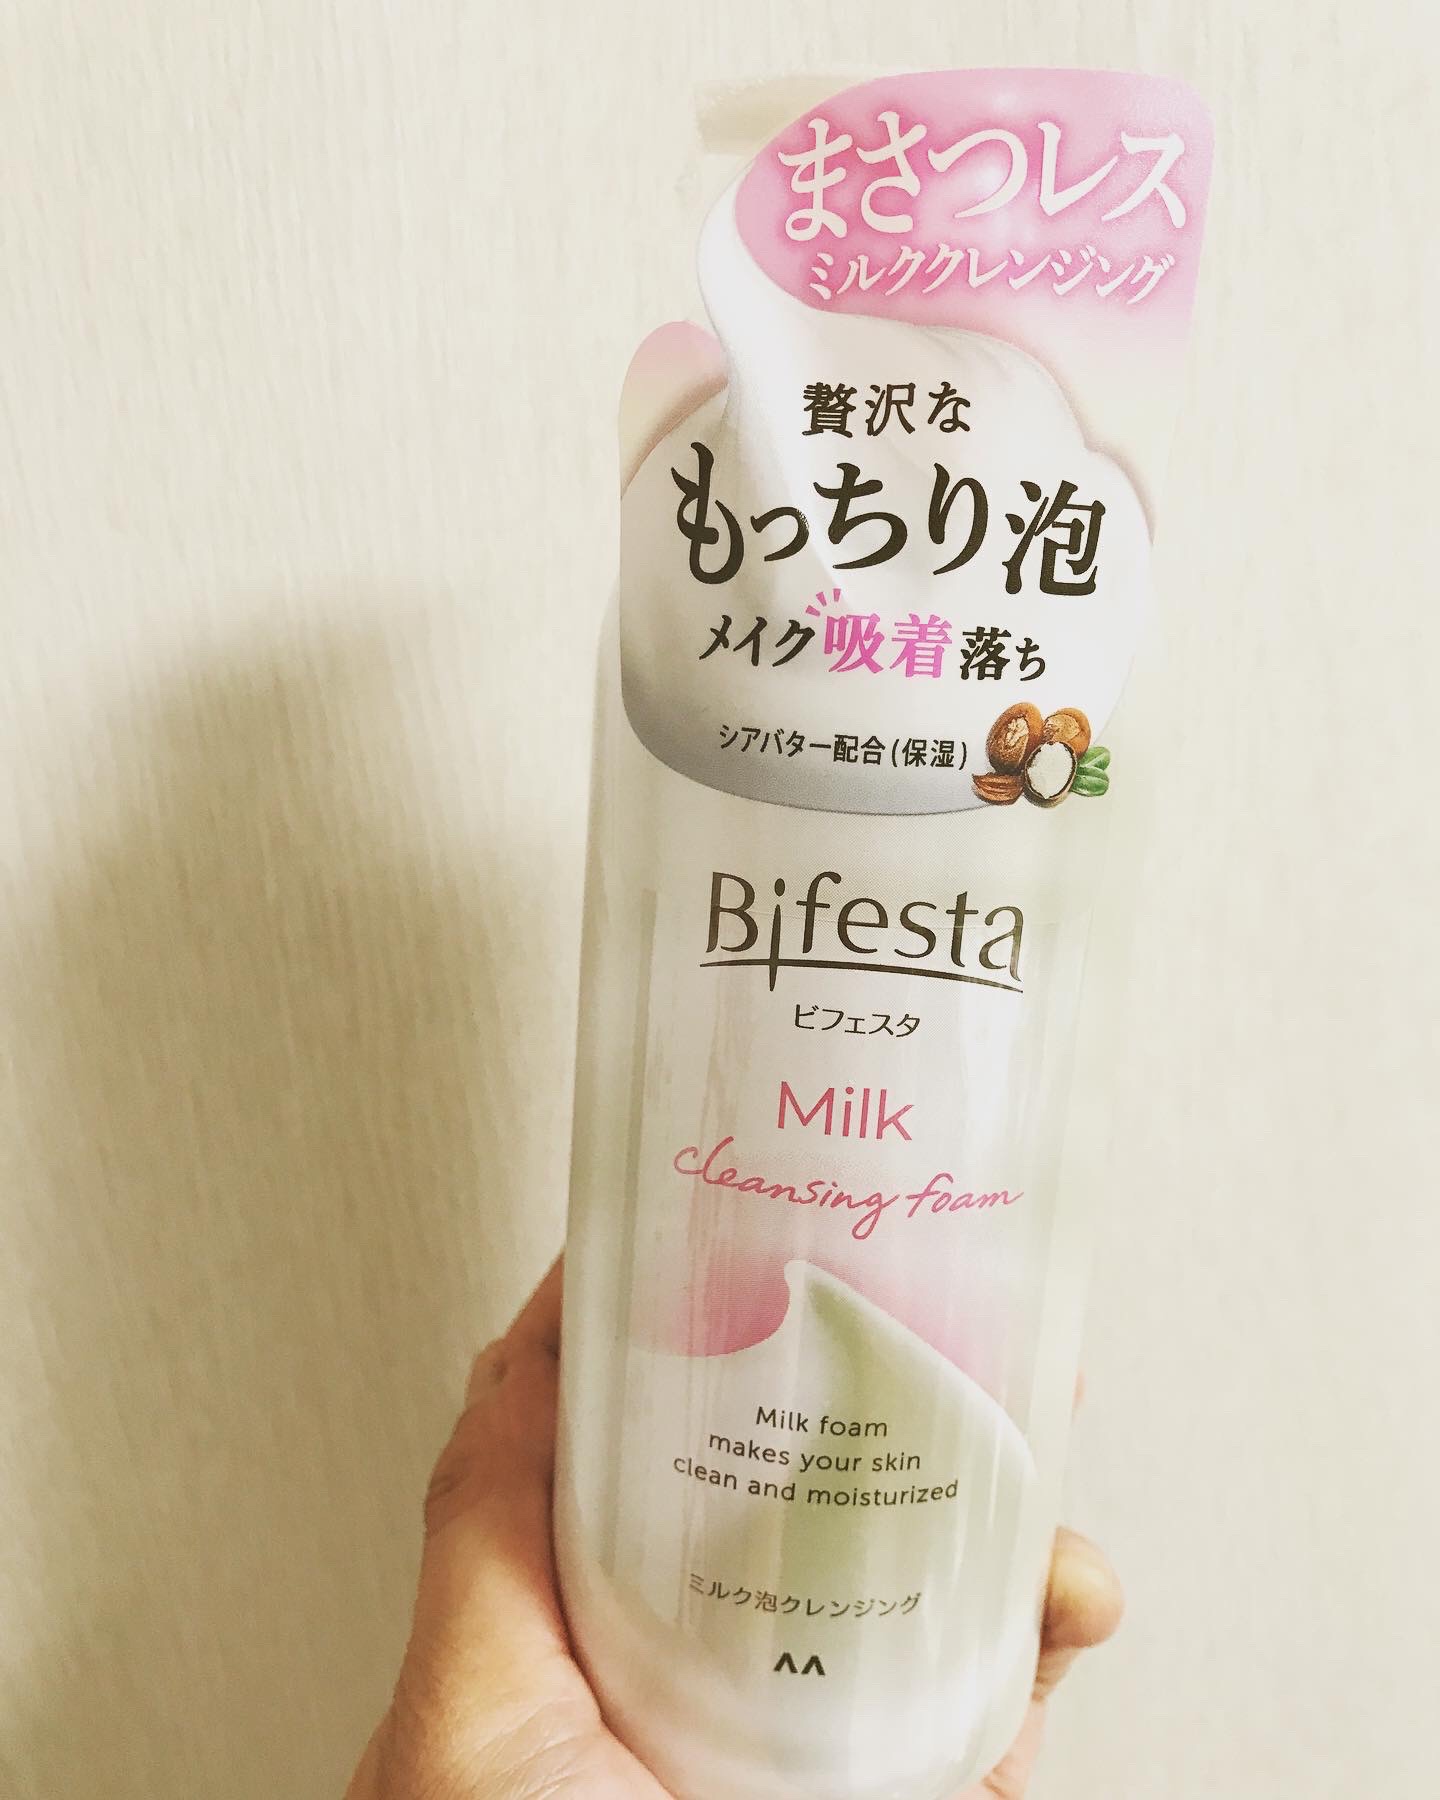 まさつレス
ミルククレンジング
贅沢な
もっちり泡
メイク吸着落ち
シアバター配合(保湿)
Bifesta
ビフェスタ
Milk
cleansing foam
Milk foam
makes your skin
clean and moisturized
ミルク泡クレンジング